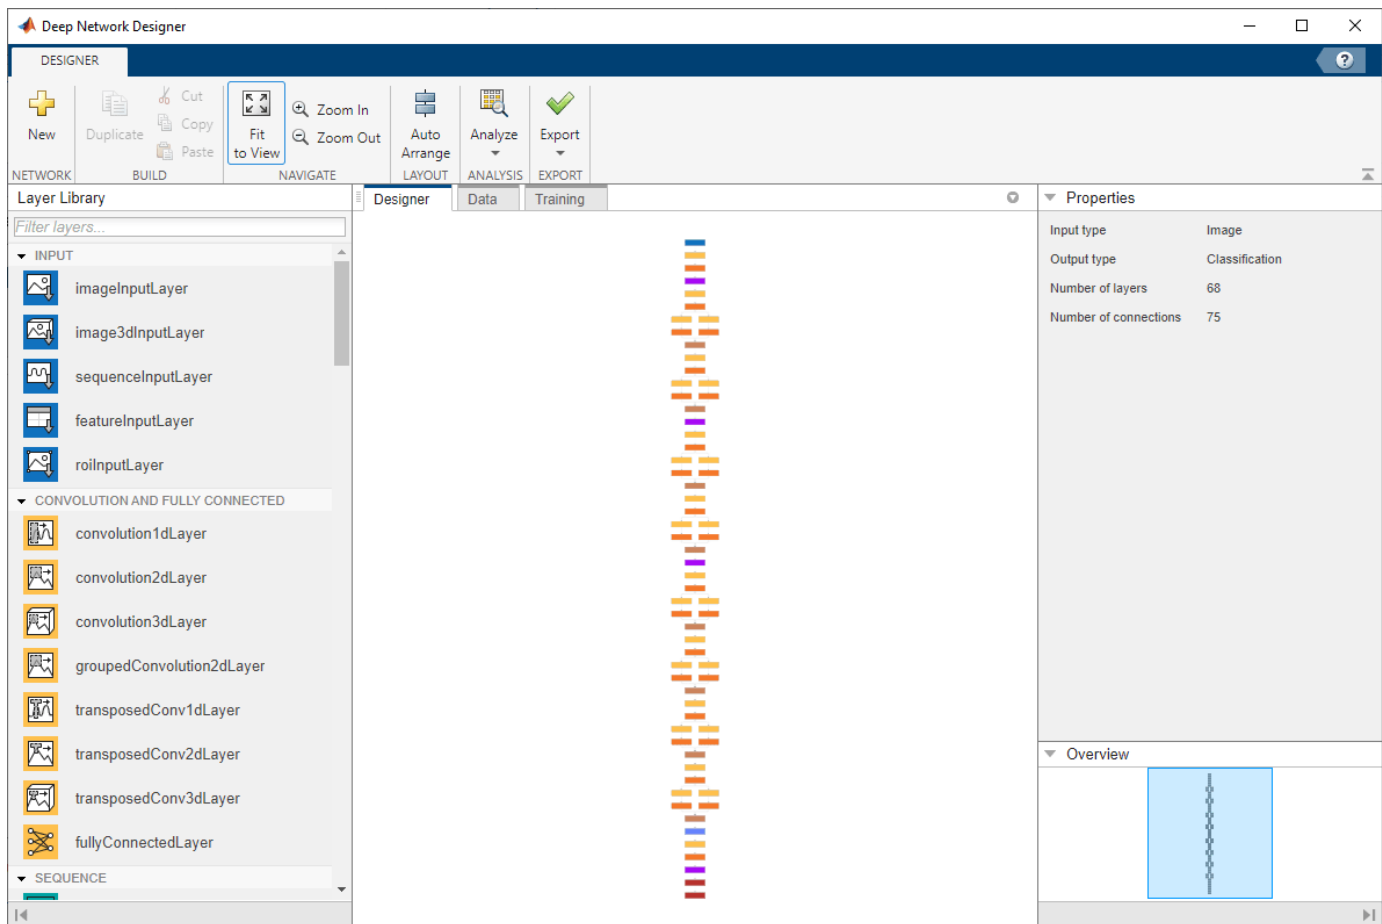 Deep Network Designer
DESIGNER
New
Duplicate
Cut
Copy
Paste
Fit
to View
Zoom In
Zoom Out
Auto
Arrange
Analyze
Export
NETWORK
BUILD
NAVIGATE
LAYOUT
ANALYSIS
EXPORT
Layer Library
Filter layers...
INPUT
imageInputLayer
image3dInputLayer
sequenceInputLayer
featureInputLayer
roiInputLayer
CONVOLUTION AND FULLY CONNECTED
convolution1dLayer
convolution2dLayer
convolution3dLayer
groupedConvolution2dLayer
transposedConv1dLayer
transposedConv2dLayer
transposedConv3dLayer
fullyConnectedLayer
SEQUENCE
Designer
Data
Training
Properties
Input type Image
Output type Classification
Number of layers 68
Number of connections 75
Overview